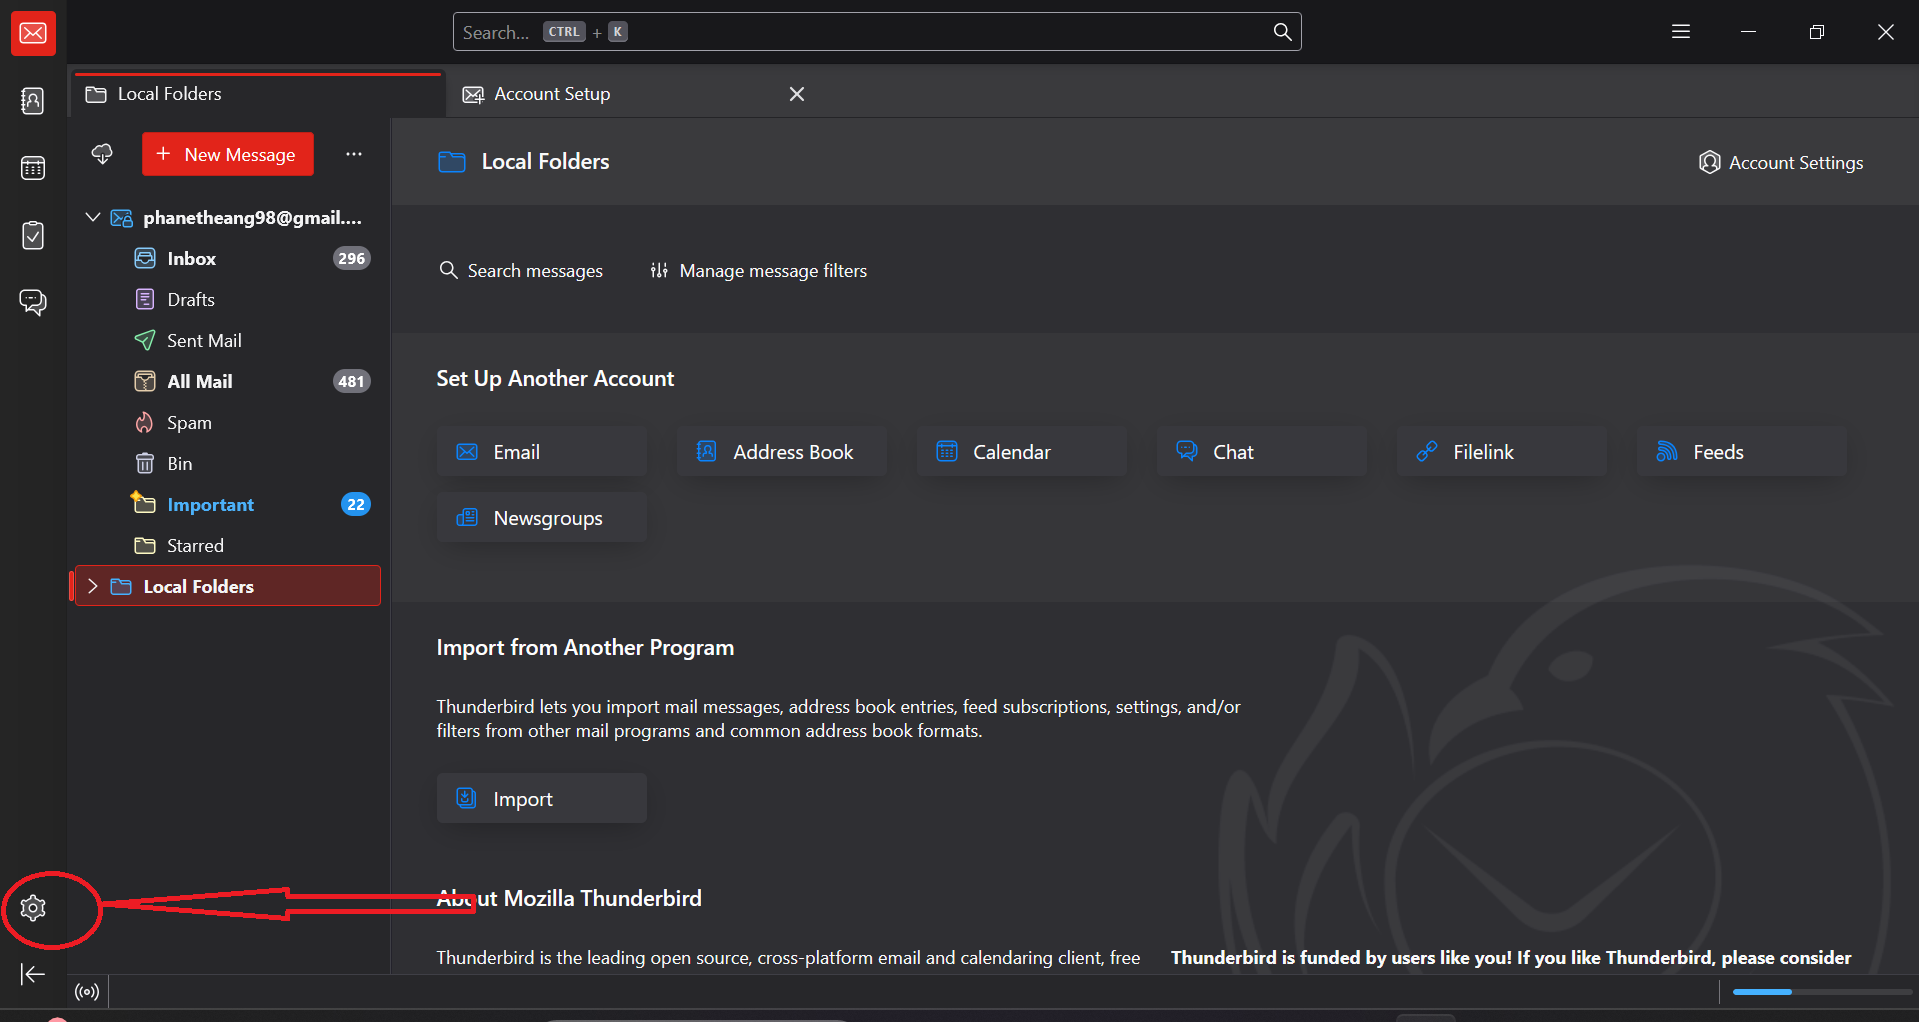 Search... CTRL + K
Local Folders
Account Setup
New Message
phanetheang98@gmail....
Inbox 296
Drafts
Sent Mail
All Mail 481
Spam
Bin
Important 22
Starred
Local Folders
Local Folders
Account Settings
Search messages
Manage message filters
Set Up Another Account
Email
Address Book
Calendar
Chat
Filelink
Feeds
Newsgroups
Import from Another Program
Thunderbird lets you import mail messages, address book entries, feed subscriptions, settings, and/or
filters from other mail programs and common address book formats.
Import
About Mozilla Thunderbird
Thunderbird is the leading open source, cross-platform email and calendaring client, free
Thunderbird is funded by users like you! If you like Thunderbird, please consider